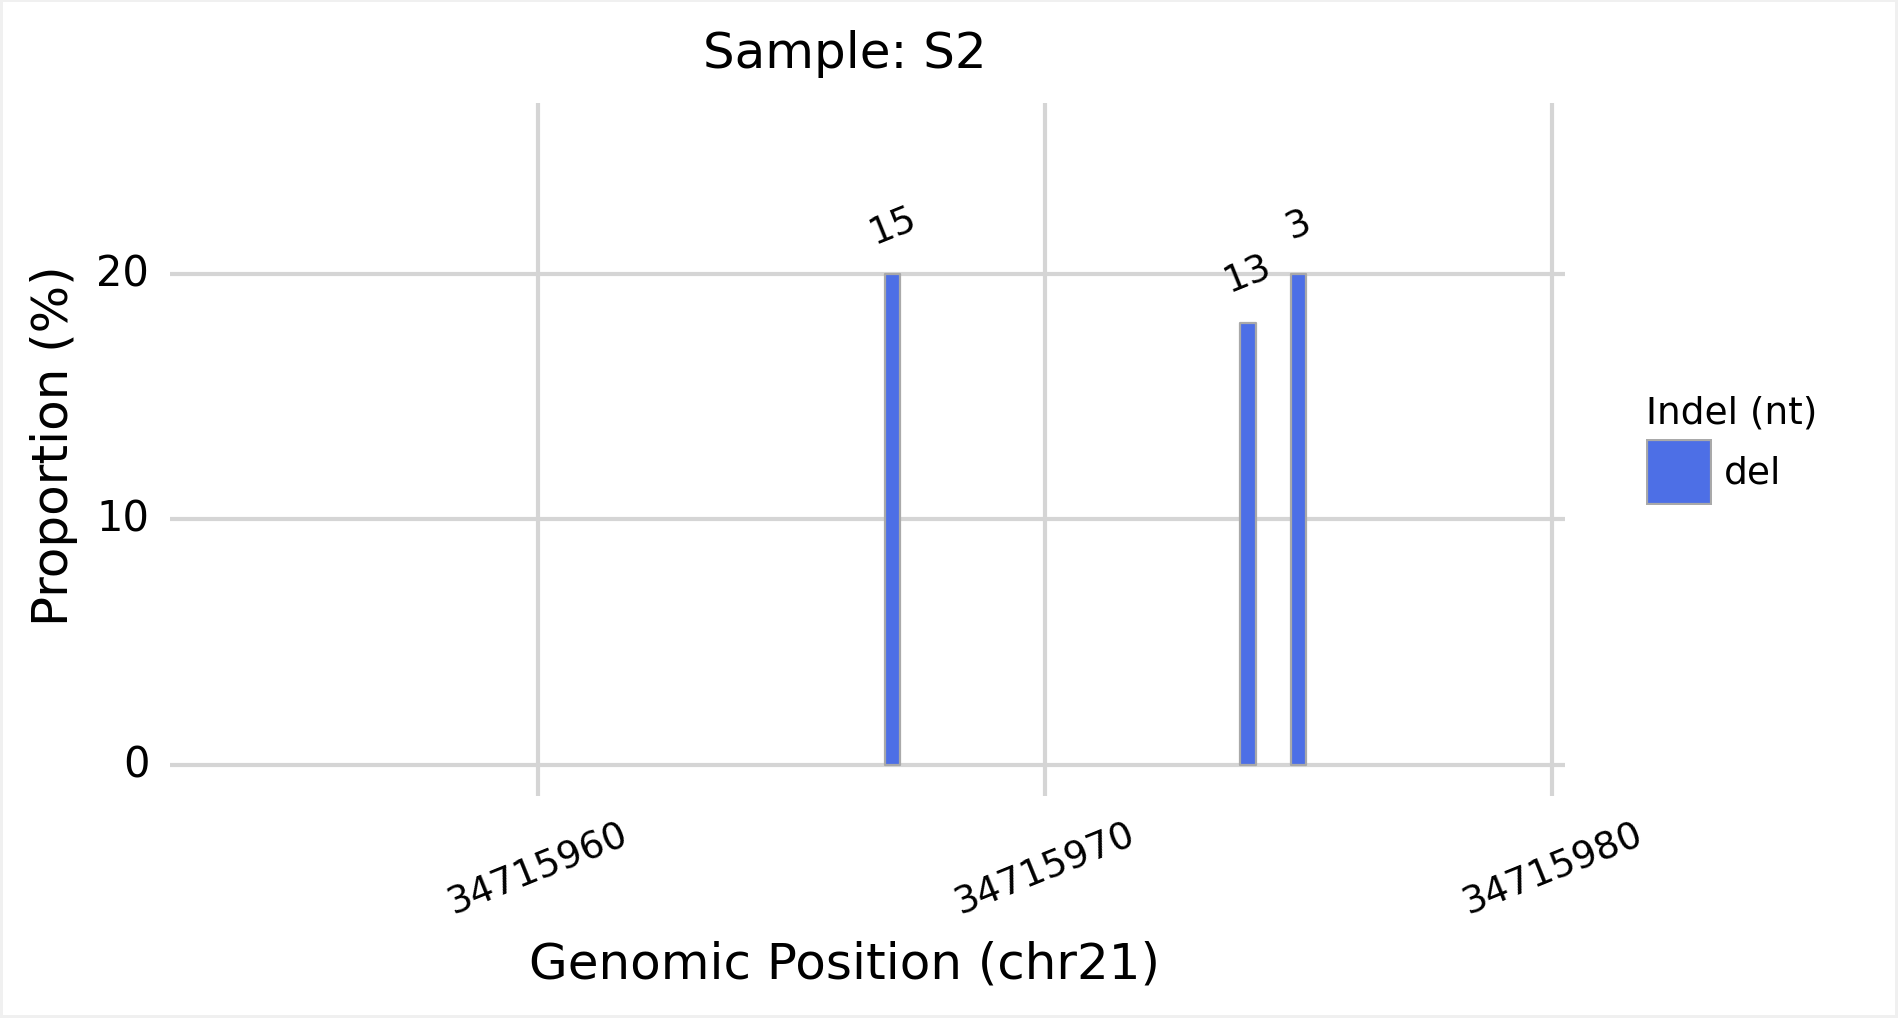 Sample: S2
Proportion (%)
20
10
0
15
13
3
Indel (nt)
del
34715960
34715970
34715980
Genomic Position (chr21)